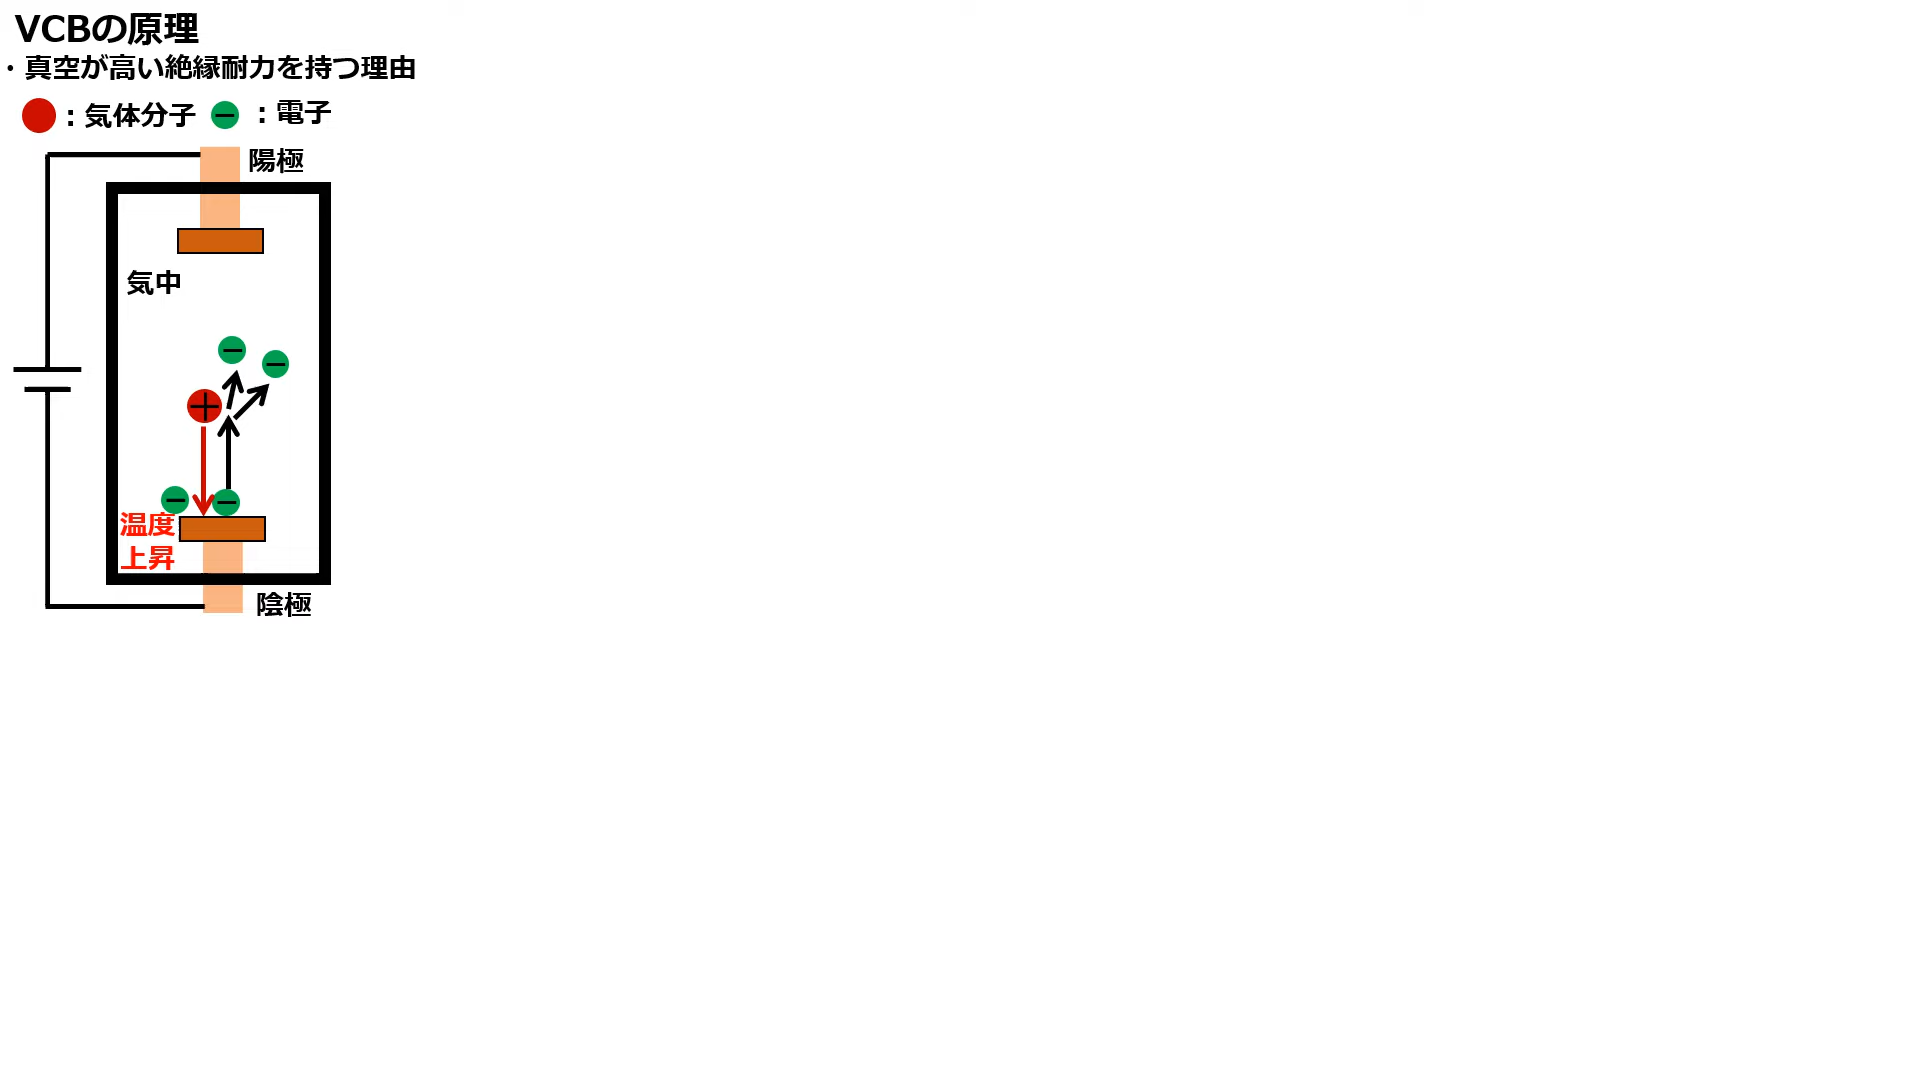 VCBの原理
・真空が高い絶縁耐力を持つ理由
：気体分子 － ：電子
陽極
気中
－
－
＋
－ －
温度
上昇
陰極